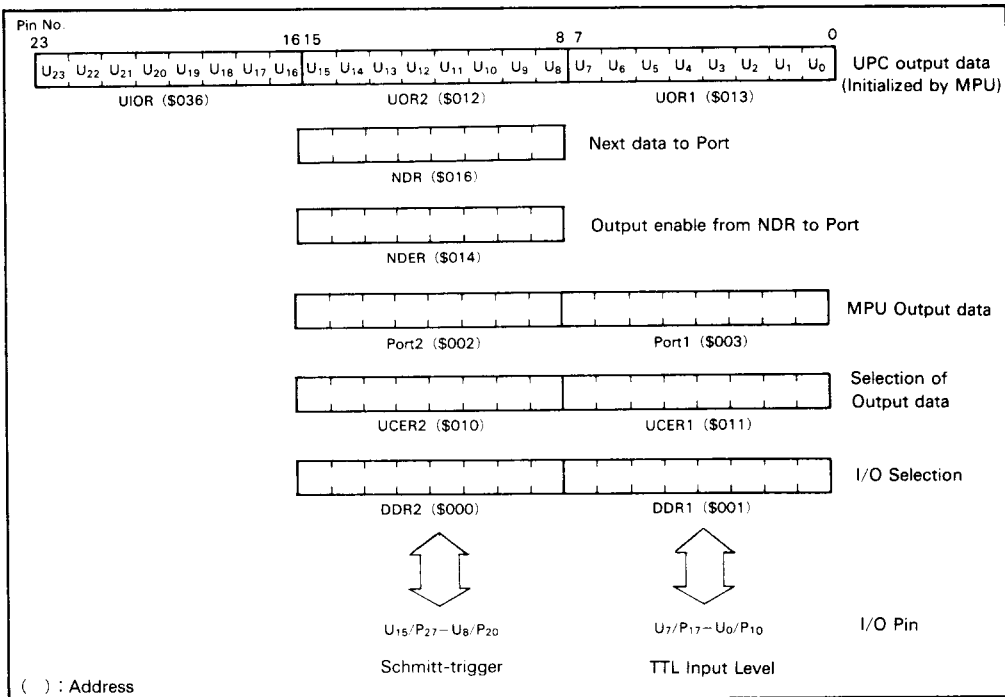 Pin No.
23 16 15 8 7 0
U23 U22 U21 U20 U19 U18 U17 U16 U15 U14 U13 U12 U11 U10 U9 U8 U7 U6 U5 U4 U3 U2 U1 U0 UPC output data
(Initialized by MPU)
UIOR ($036) UOR2 ($012) UOR1 ($013)
Next data to Port
NDR ($016)
Output enable from NDR to Port
NDER ($014)
MPU Output data
Port2 ($002) Port1 ($003)
Selection of
Output data
UCER2 ($010) UCER1 ($011)
I/O Selection
DDR2 ($000) DDR1 ($001)
U15/P27–U8/P20 U7/P17–U0/P10 I/O Pin
Schmitt-trigger TTL Input Level
( ) : Address